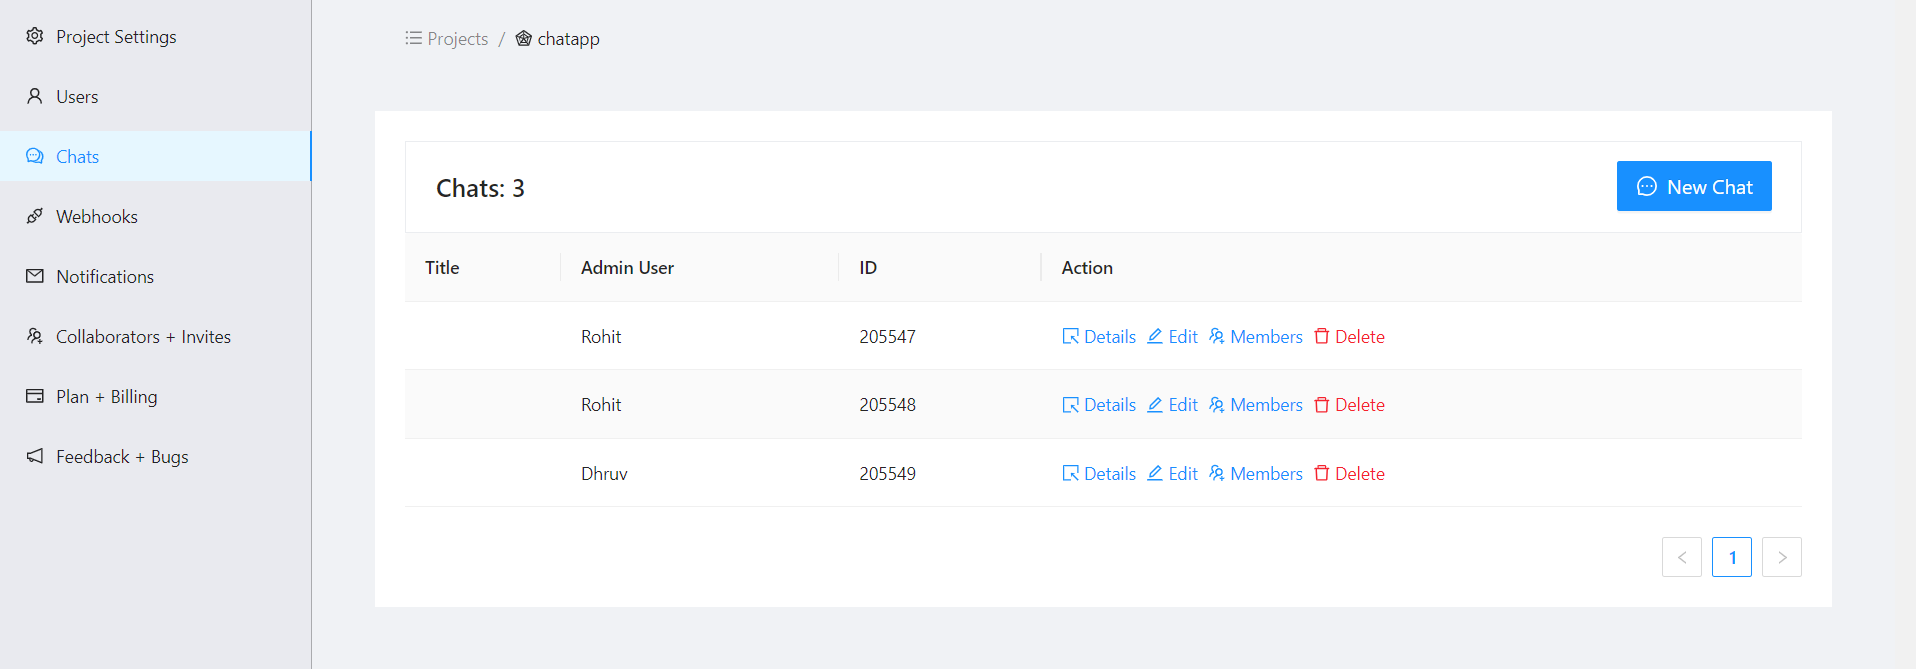 Project Settings
Users
Chats
Webhooks
Notifications
Collaborators + Invites
Plan + Billing
Feedback + Bugs
Projects / chatapp
Chats: 3
New Chat
Title Admin User ID Action
Rohit 205547 Details Edit Members Delete
Rohit 205548 Details Edit Members Delete
Dhruv 205549 Details Edit Members Delete
< 1 >